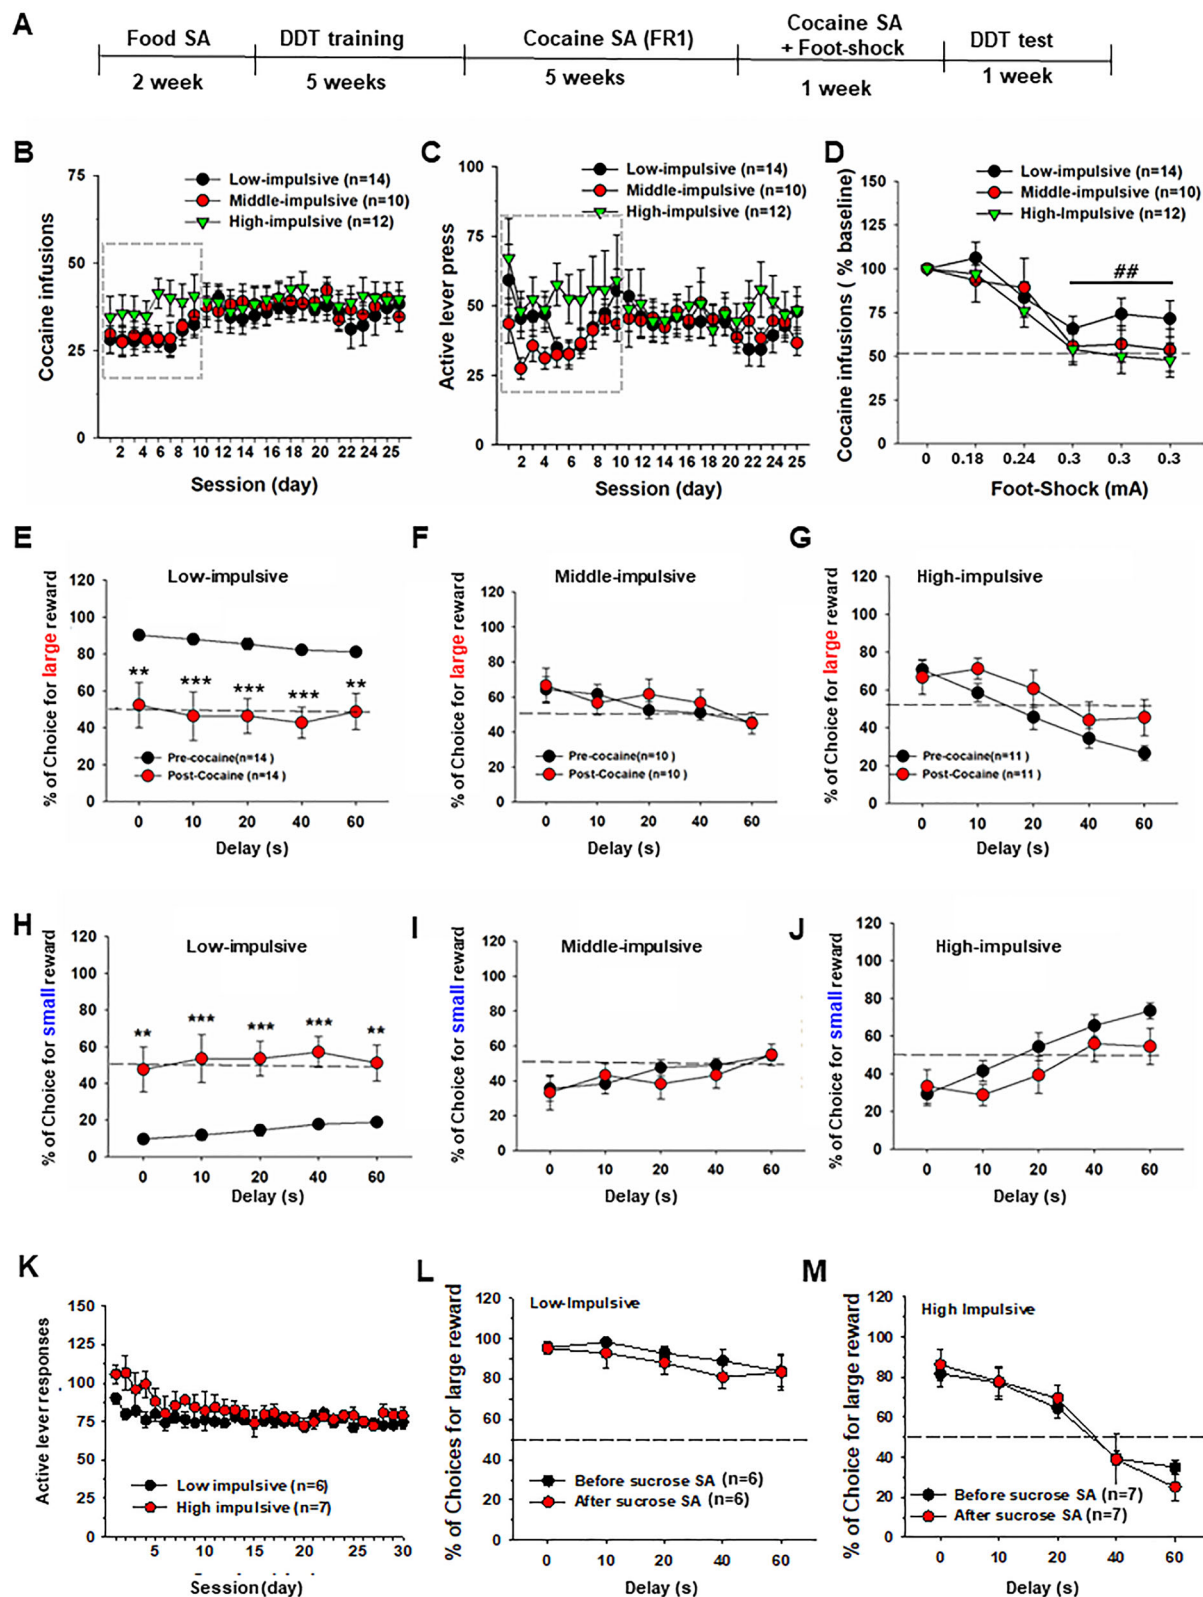 A
Food SA
DDT training
Cocaine SA (FR1)
Cocaine SA
+ Foot-shock
DDT test
2 week
5 weeks
5 weeks
1 week
1 week
B
Cocaine infusions
75
50
25
0
Low-impulsive (n=14)
Middle-impulsive (n=10)
High-impulsive (n=12)
2 4 6 8 10 12 14 16 18 20 22 24 26
Session (day)
C
Active lever press
100
75
50
25
0
Low-impulsive (n=14)
Middle-impulsive (n=10)
High-impulsive (n=12)
2 4 6 8 10 12 14 16 18 20 22 23 25
Session (day)
D
Cocaine infusions ( % baseline)
150
125
100
75
50
25
0
Low-impulsive (n=14)
Middle-impulsive (n=10)
High-Impulsive (n=12)
##
0 0.18 0.24 0.3 0.3 0.3
Foot-Shock (mA)
E
Low-impulsive
% of Choice for large reward
120
100
80
60
40
20
0
** *** *** *** **
Pre-cocaine(n=14 )
Post-Cocaine (n=14 )
0 10 20 40 60
Delay (s)
F
Middle-impulsive
% of Choice for large reward
120
100
80
60
40
20
0
Pre-cocaine(n=10 )
Post-Cocaine (n=10 )
0 10 20 40 60
Delay (s)
G
High-impulsive
% of Choice for large reward
120
100
80
60
40
20
0
Pre-cocaine(n=11 )
Post-Cocaine (n=11 )
0 10 20 40 60
Delay (s)
H
Low-impulsive
% of Choice for small reward
120
100
80
60
40
20
0
** *** *** *** **
0 10 20 40 60
Delay (s)
I
Middle-impulsive
% of Choice for small reward
120
100
80
60
40
20
0
0 10 20 40 60
Delay (s)
J
High-impulsive
% of Choice for small reward
120
100
80
60
40
20
0
0 10 20 40 60
Delay (s)
K
Active lever responses
150
125
100
75
50
25
0
Low impulsive (n=6)
High impulsive (n=7)
5 10 15 20 25 30
Session (day)
L
Low-Impulsive
% of Choices for large reward
120
100
80
60
40
20
0
Before sucrose SA (n=6)
After sucrose SA (n=6)
0 10 20 40 60
Delay (s)
M
High Impulsive
% of Choice for large reward
120
100
80
60
40
20
0
Before sucrose SA (n=7)
After sucrose SA (n=7)
0 10 20 40 60
Delay (s)